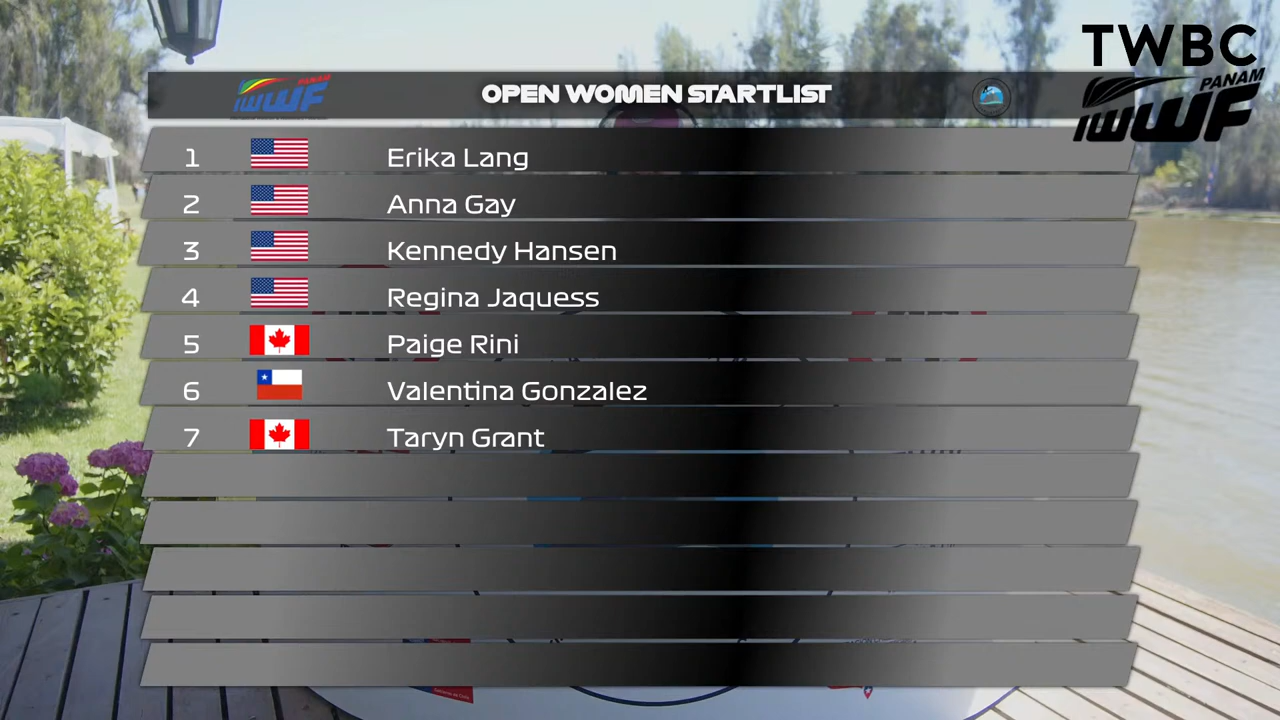 TWBC
PANAM
IWWF
PANAM
IWWF
OPEN WOMEN STARTLIST
1 Erika Lang
2 Anna Gay
3 Kennedy Hansen
4 Regina Jaquess
5 Paige Rini
6 Valentina Gonzalez
7 Taryn Grant